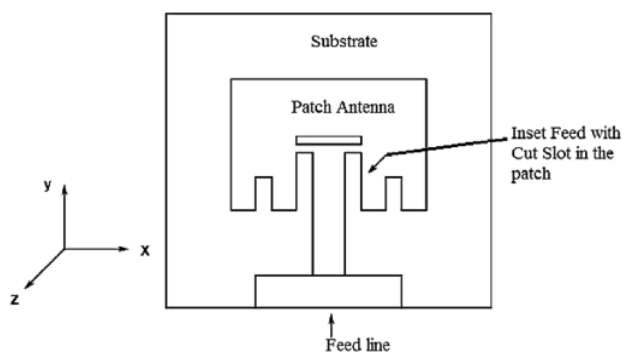 Substrate
Patch Antenna
Inset Feed with
Cut Slot in the
patch
y
x
z
Feed line